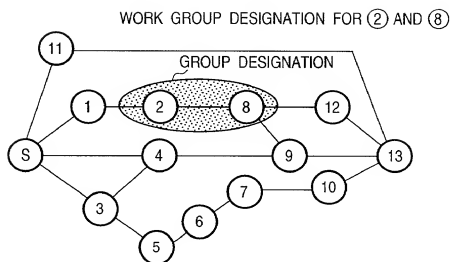 WORK GROUP DESIGNATION FOR ② AND ⑧
11
GROUP DESIGNATION
1 2 8 12
S 4 9 13
3 7 10
6
5